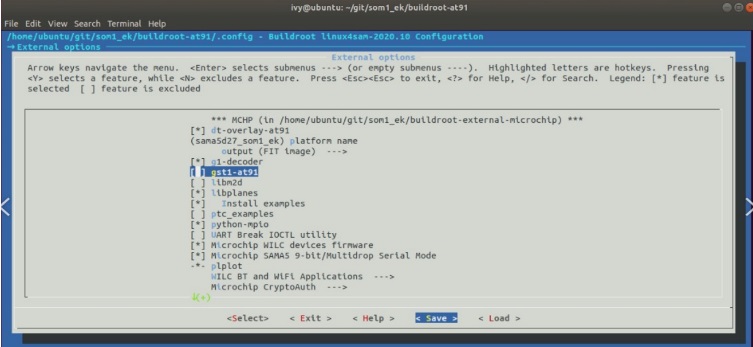 ivy@ubuntu: ~/git/som1_ek/buildroot-at91
File Edit View Search Terminal Help
/home/ubuntu/git/som1_ek/buildroot-at91/.config - Buildroot linux4sam-2020.10 Configuration
→ External options
External options
Arrow keys navigate the menu. <Enter> selects submenus ---> (or empty submenus ----). Highlighted letters are hotkeys. Pressing
<Y> selects a feature, while <N> excludes a feature. Press <Esc><Esc> to exit, <?> for Help, </> for Search. Legend: [*] feature is
selected [ ] feature is excluded
*** MCHP (in /home/ubuntu/git/som1_ek/buildroot-external-microchip) ***
[*] dt-overlay-at91
(sama5d27_som1_ek) platform name
output (FIT image) --->
[*] g1-decoder
[ ] gst1-at91
[ ] libm2d
[*] libplanes
[*] Install examples
[ ] ptc_examples
[*] python-mpio
[ ] UART Break IOCTL utility
[*] Microchip WILC devices firmware
[*] Microchip SAMA5 9-bit/Multidrop Serial Mode
-*- plplot
WILC BT and WiFi Applications --->
Microchip CryptoAuth --->
↓(+)
<Select> < Exit > < Help > < Save > < Load >